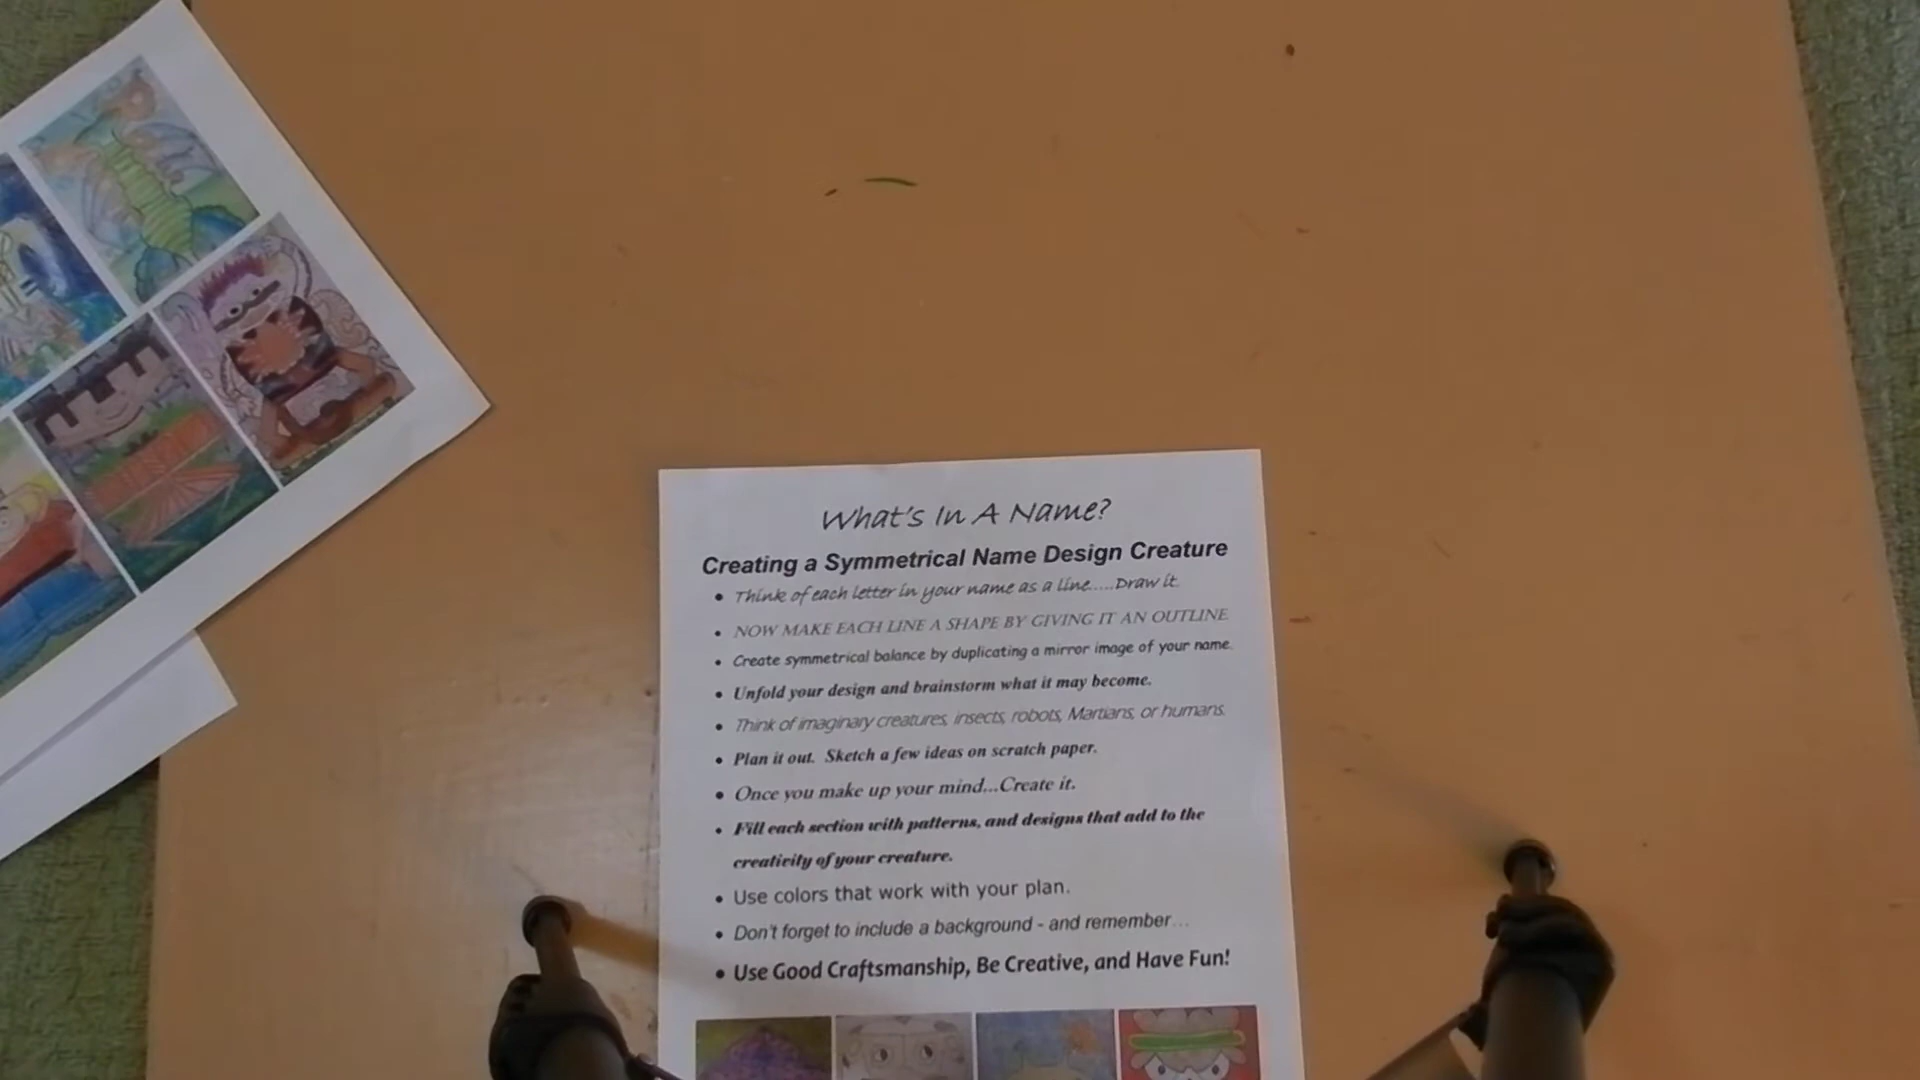 What's In A Name?
Creating a Symmetrical Name Design Creature
• Think of each letter in your name as a line.....Draw it.
• NOW MAKE EACH LINE A SHAPE BY GIVING IT AN OUTLINE.
• Create symmetrical balance by duplicating a mirror image of your name.
• Unfold your design and brainstorm what it may become.
• Think of imaginary creatures, insects, robots, Martians, or humans.
• Plan it out. Sketch a few ideas on scratch paper.
• Once you make up your mind...Create it.
• Fill each section with patterns, and designs that add to the
creativity of your creature.
• Use colors that work with your plan.
• Don't forget to include a background - and remember...
• Use Good Craftsmanship, Be Creative, and Have Fun!